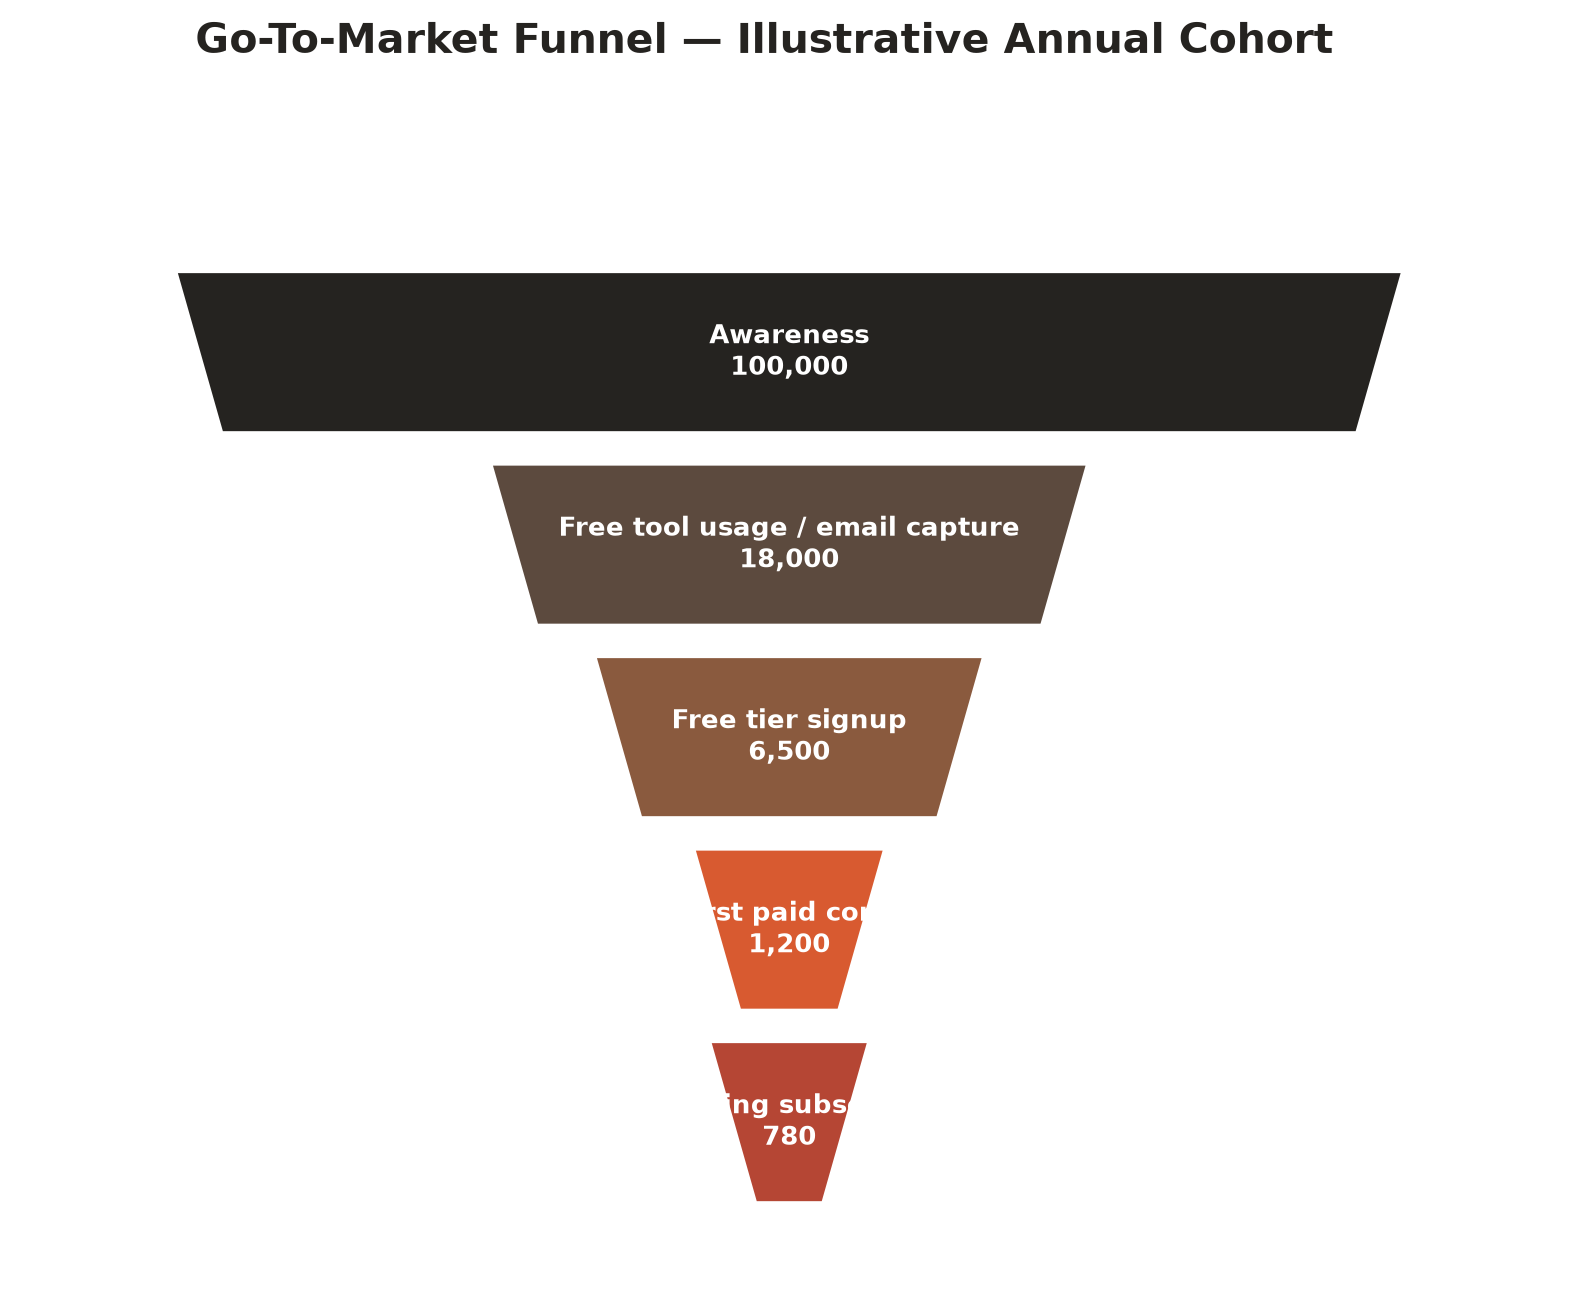 Go-To-Market Funnel — Illustrative Annual Cohort
Awareness
100,000
Free tool usage / email capture
18,000
Free tier signup
6,500
paid
1,200
780